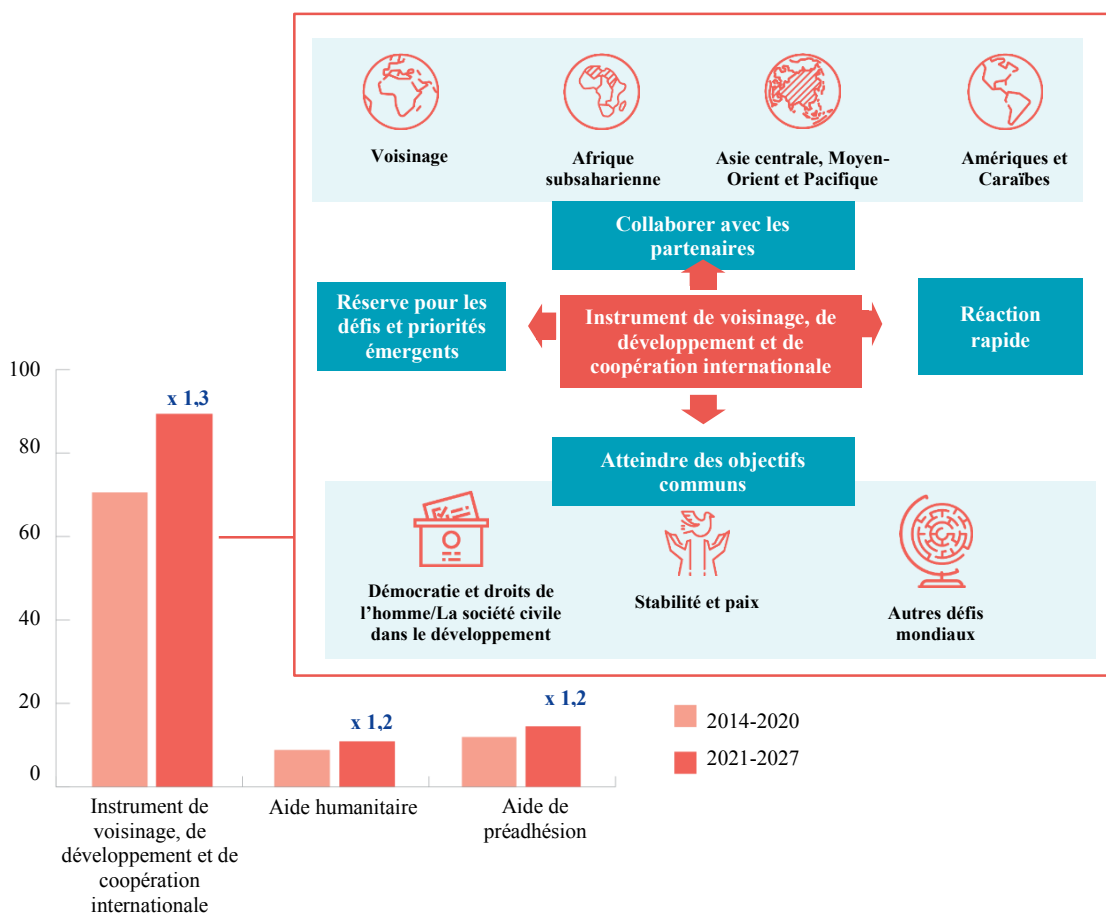 Voisinage
Afrique
subsaharienne
Asie centrale, Moyen-
Orient et Pacifique
Amériques et
Caraïbes
Collaborer avec les
partenaires
Réserve pour les
défis et priorités
émergents
Instrument de voisinage, de
développement et de
coopération internationale
Réaction
rapide
Atteindre des objectifs
communs
Démocratie et droits de
l’homme/La société civile
dans le développement
Stabilité et paix
Autres défis
mondiaux
100
80
60
40
20
0
x 1,3
x 1,2
x 1,2
2014-2020
2021-2027
Instrument de
voisinage, de
développement et de
coopération
internationale
Aide humanitaire
Aide de
préadhésion